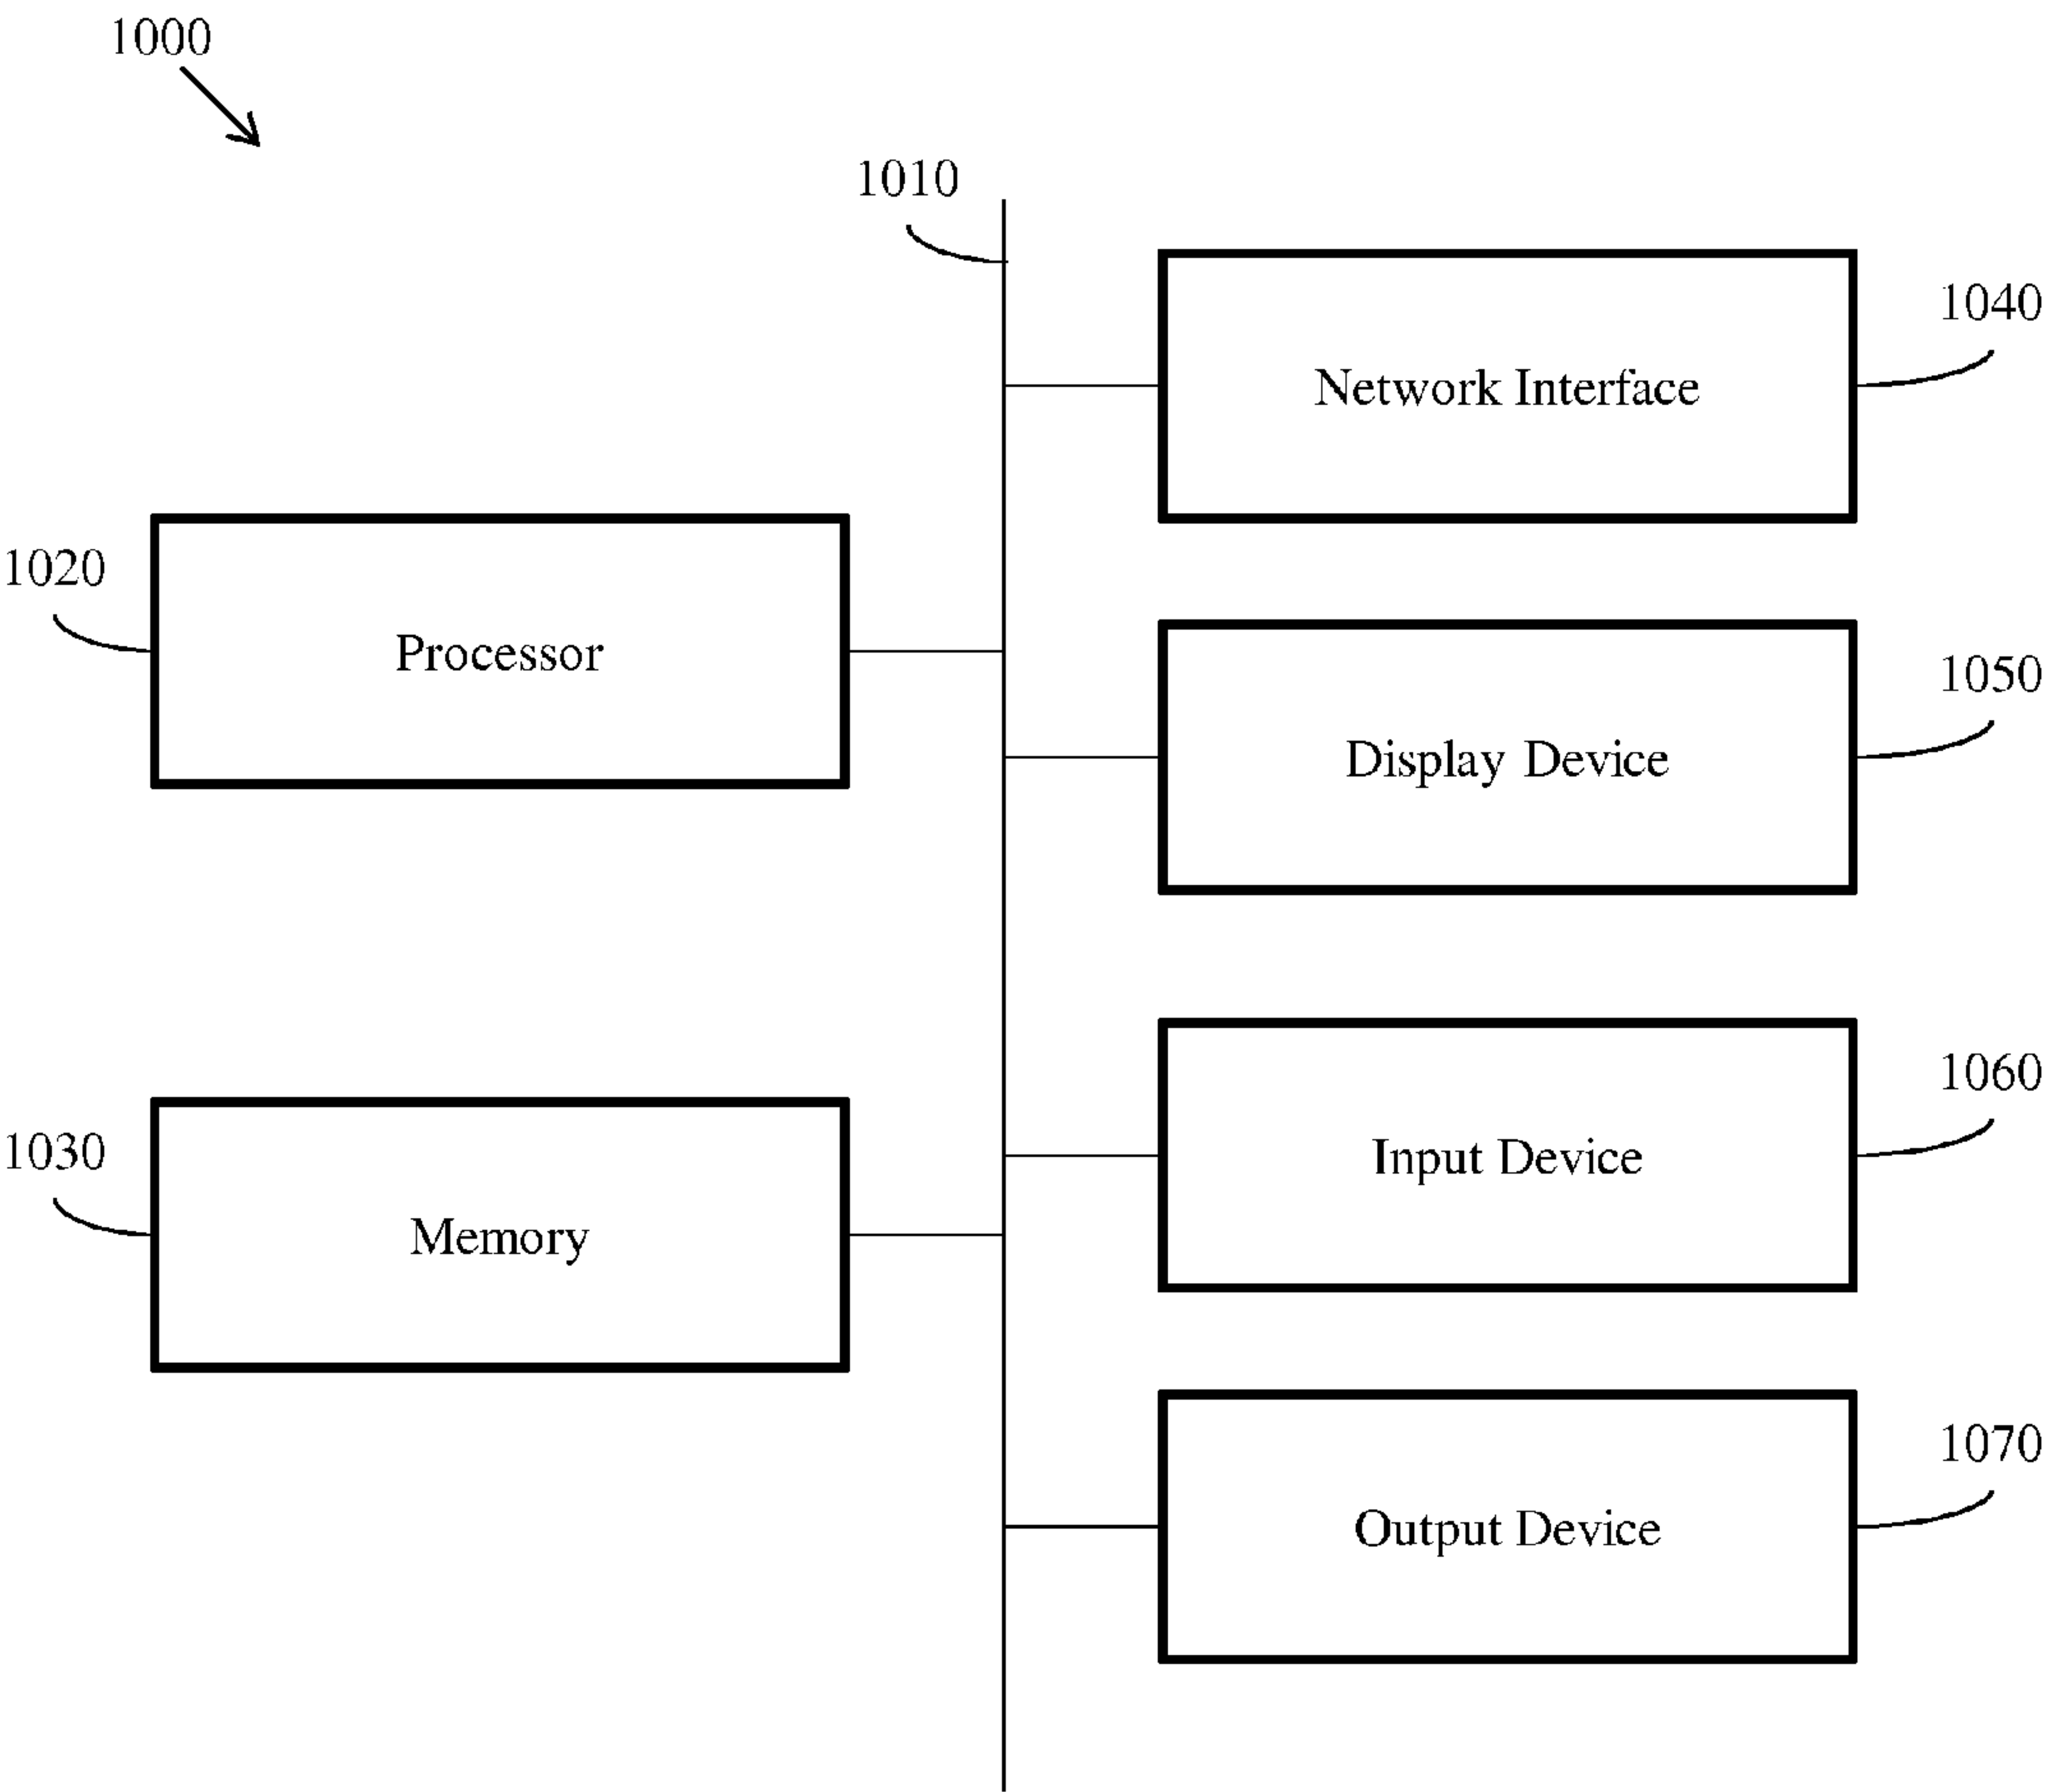 1000
1010
1040
Network Interface
1020
Processor
1050
Display Device
1060
Input Device
1030
Memory
1070
Output Device